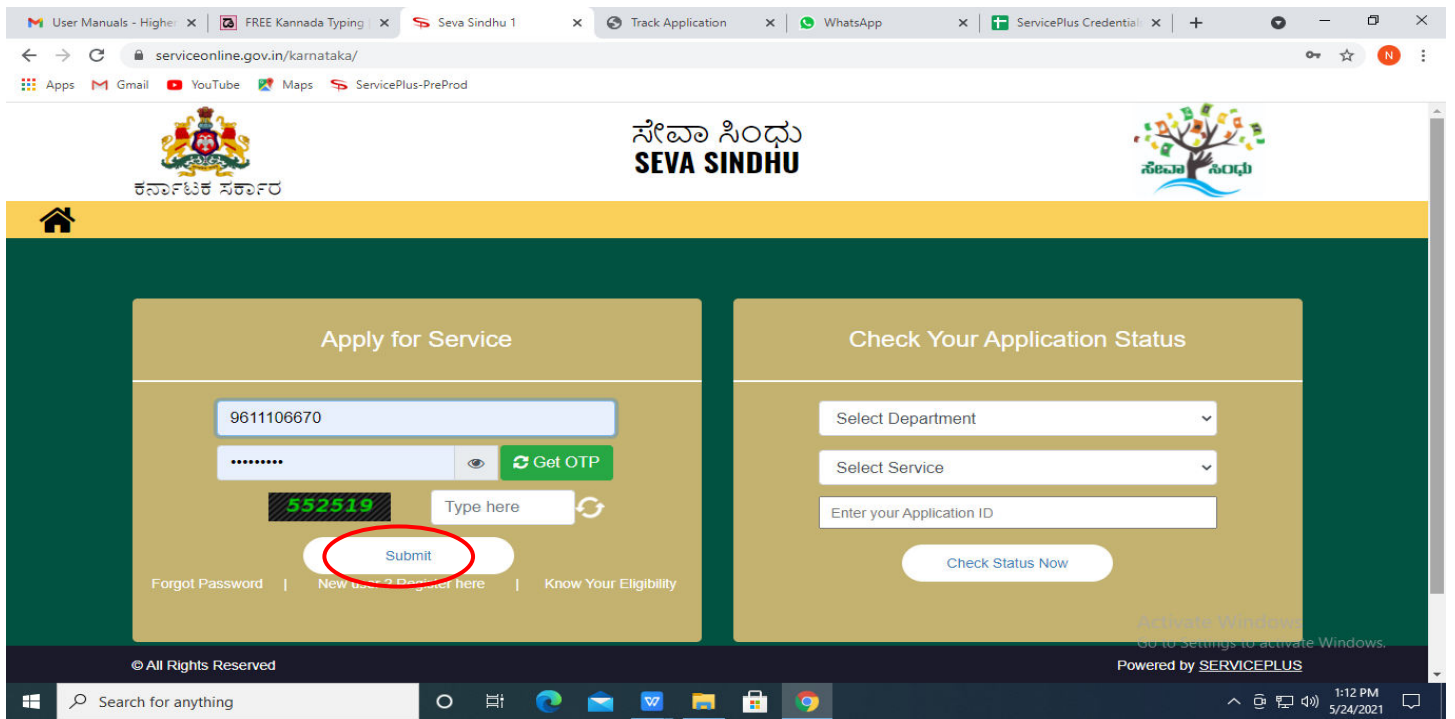 User Manuals - Higher
FREE Kannada Typing
Seva Sindhu 1
Track Application
WhatsApp
ServicePlus Credential
serviceonline.gov.in/karnataka/
N
Apps
Gmail
YouTube
Maps
ServicePlus-PreProd
ಕರ್ನಾಟಕ ಸರ್ಕಾರ
ಸೇವಾ ಸಿಂಧು
SEVA SINDHU
ಸೇವಾ ಸಿಂಧು
Apply for Service
9611106670
•••••••••
Get OTP
552519
Type here
Submit
Forgot Password | New user ? Register here | Know Your Eligibility
Check Your Application Status
Select Department
Select Service
Enter your Application ID
Check Status Now
Activate Windows
Go to Settings to activate Windows.
© All Rights Reserved
Powered by SERVICEPLUS
Search for anything
1:12 PM
5/24/2021